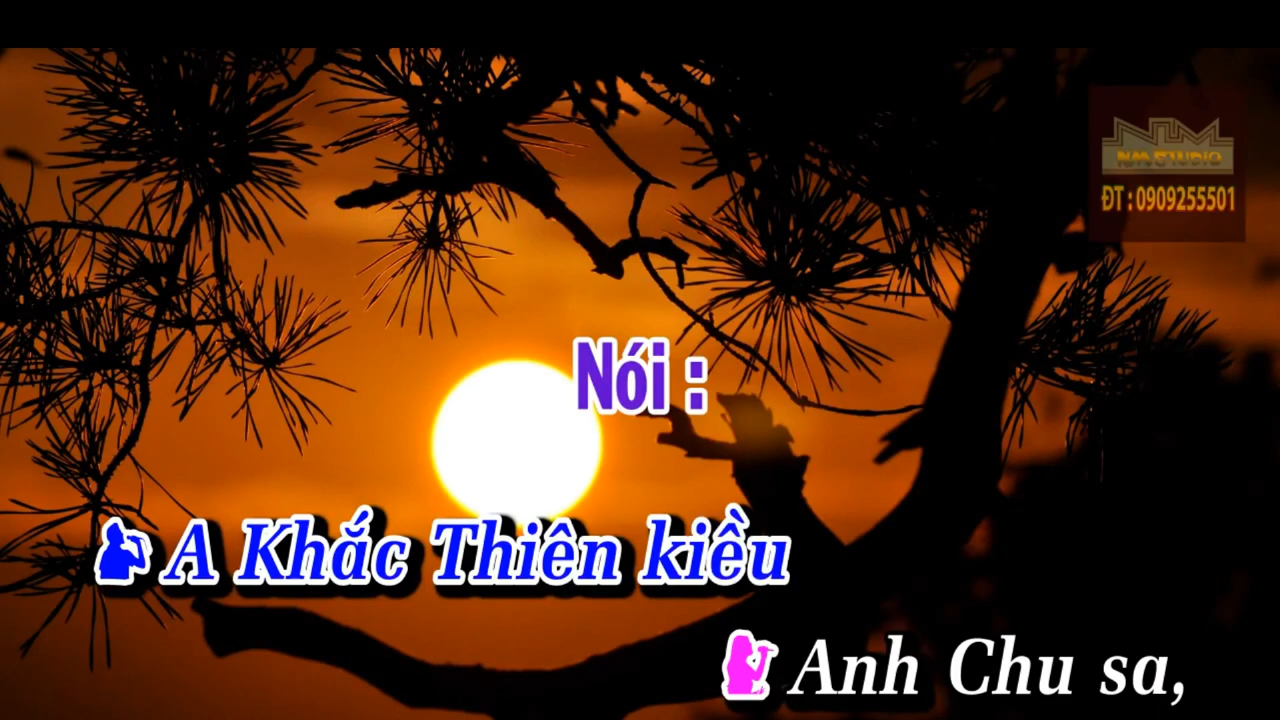 NM STUDIO
ĐT : 0909255501
Nói :
A Khắc Thiên kiều
Anh Chu sa,